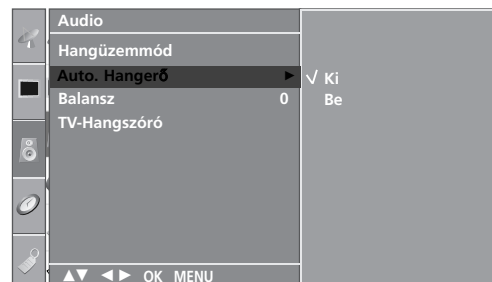 Audio
Hangüzemmód
Auto. Hangerő ► √ Ki
Balansz 0 Be
TV-Hangszóró
▲▼ ◄► OK MENU